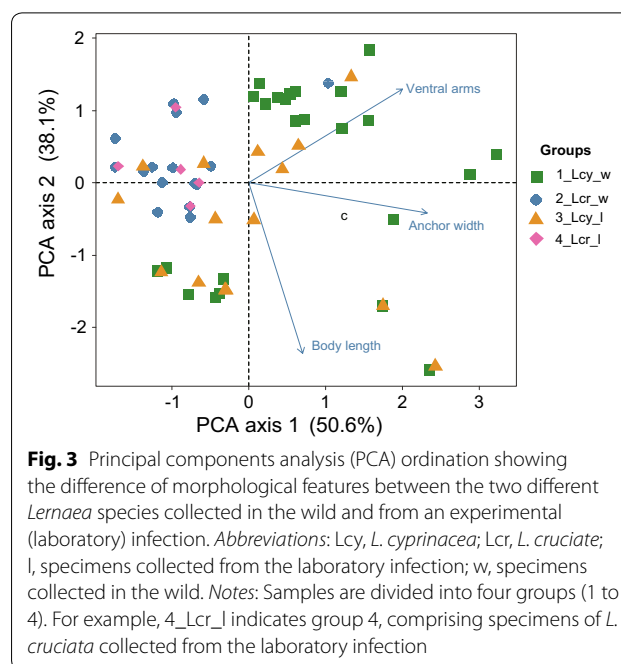 2
1
0
-1
-2
PCA axis 2 (38.1%)
Ventral arms
c
Anchor width
Body length
Groups
1_Lcy_w
2_Lcr_w
3_Lcy_l
4_Lcr_l
-1 0 1 2 3
PCA axis 1 (50.6%)
Fig. 3 Principal components analysis (PCA) ordination showing
the difference of morphological features between the two different
Lernaea species collected in the wild and from an experimental
(laboratory) infection. Abbreviations: Lcy, L. cyprinacea; Lcr, L. cruciate;
l, specimens collected from the laboratory infection; w, specimens
collected in the wild. Notes: Samples are divided into four groups (1 to
4). For example, 4_Lcr_l indicates group 4, comprising specimens of L.
cruciata collected from the laboratory infection